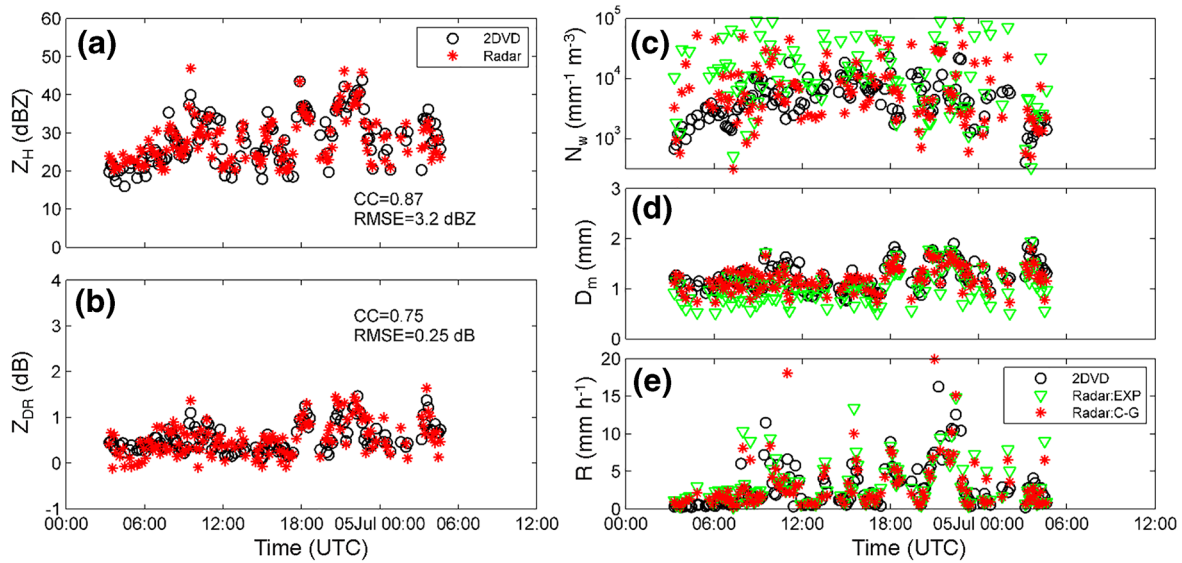 (a)
60
50
40
30
20
10
0
Z_H (dBZ)
2DVD
Radar
CC=0.87
RMSE=3.2 dBZ
(b)
4
3
2
1
0
-1
Z_DR (dB)
CC=0.75
RMSE=0.25 dB
00:00 06:00 12:00 18:00 5Jul 00:00 06:00 12:00
Time (UTC)
(c)
10^5
10^4
10^3
N_w (mm^-1 m^-3)
(d)
3
2
1
0
D_m (mm)
(e)
20
15
10
5
0
R (mm h^-1)
2DVD
Radar:EXP
Radar:C-G
00:00 06:00 12:00 18:00 5Jul 00:00 06:00 12:00
Time (UTC)